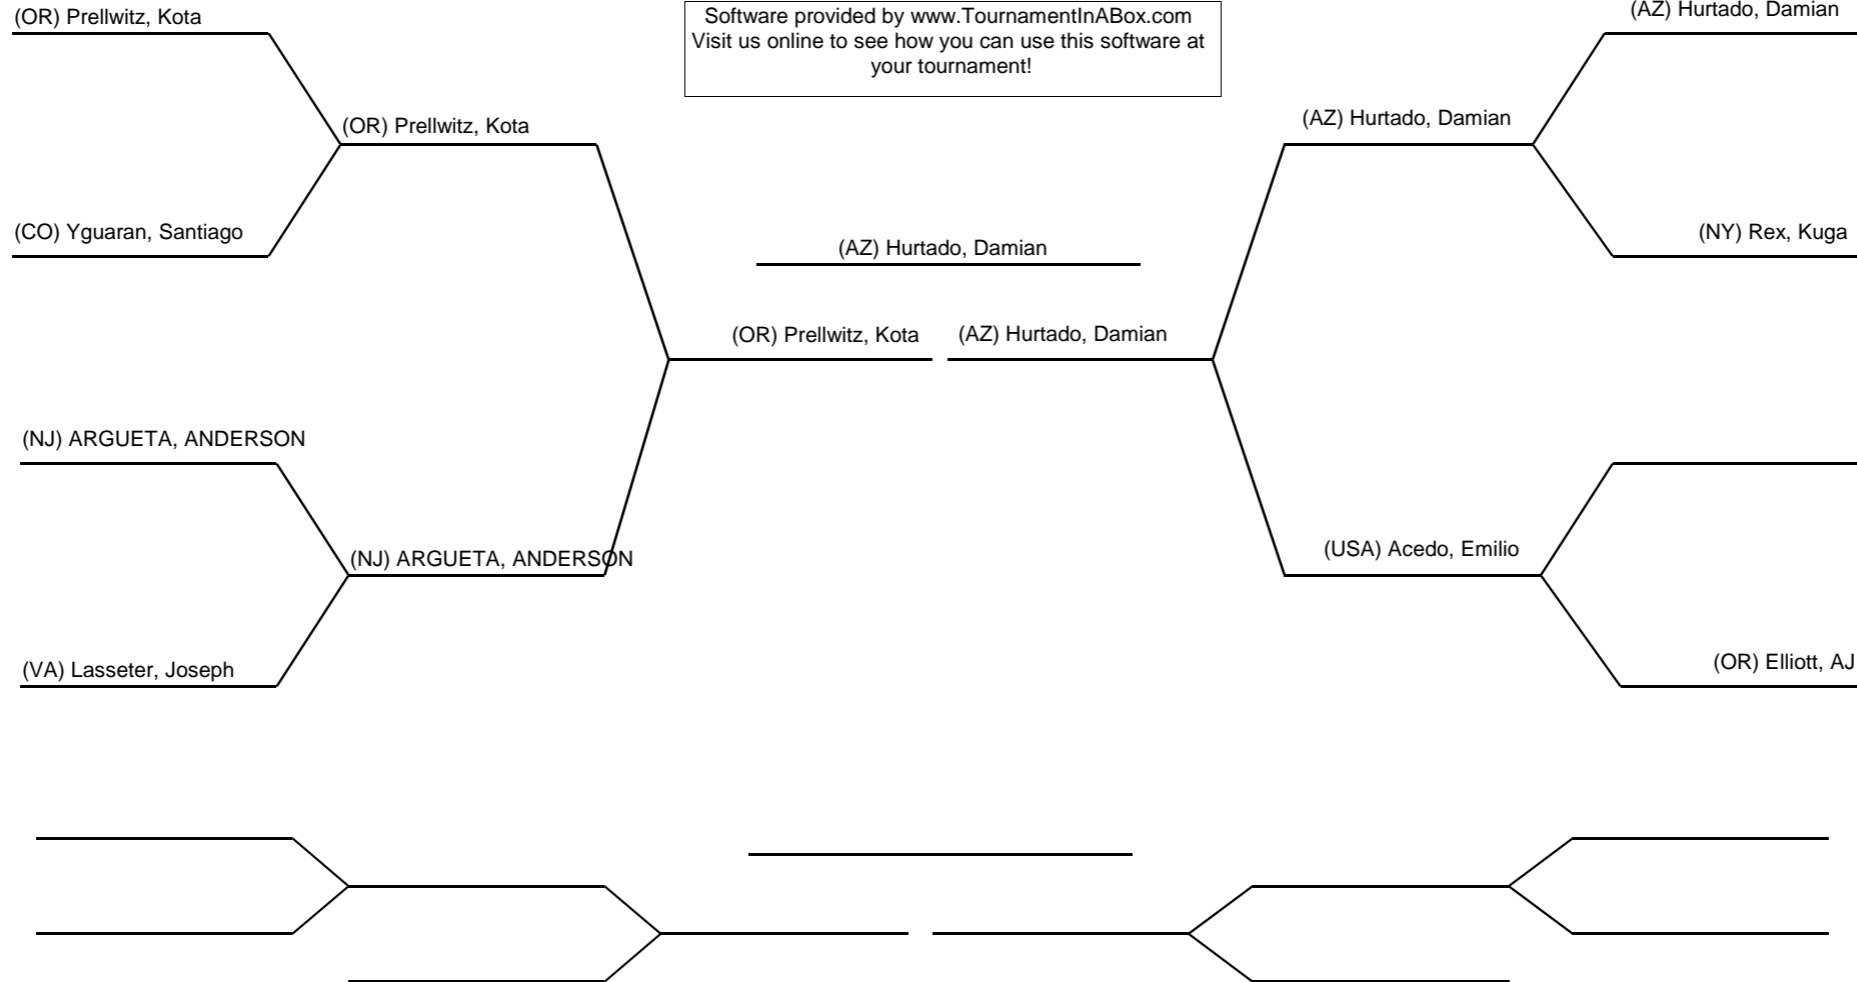 (OR) Prellwitz, Kota
Software provided by www.TournamentInABox.com
Visit us online to see how you can use this software at
your tournament!
(AZ) Hurtado, Damian
(OR) Prellwitz, Kota
(AZ) Hurtado, Damian
(CO) Yguaran, Santiago
(AZ) Hurtado, Damian
(NY) Rex, Kuga
(OR) Prellwitz, Kota
(AZ) Hurtado, Damian
(NJ) ARGUETA, ANDERSON
(NJ) ARGUETA, ANDERSON
(USA) Acedo, Emilio
(VA) Lasseter, Joseph
(OR) Elliott, AJ